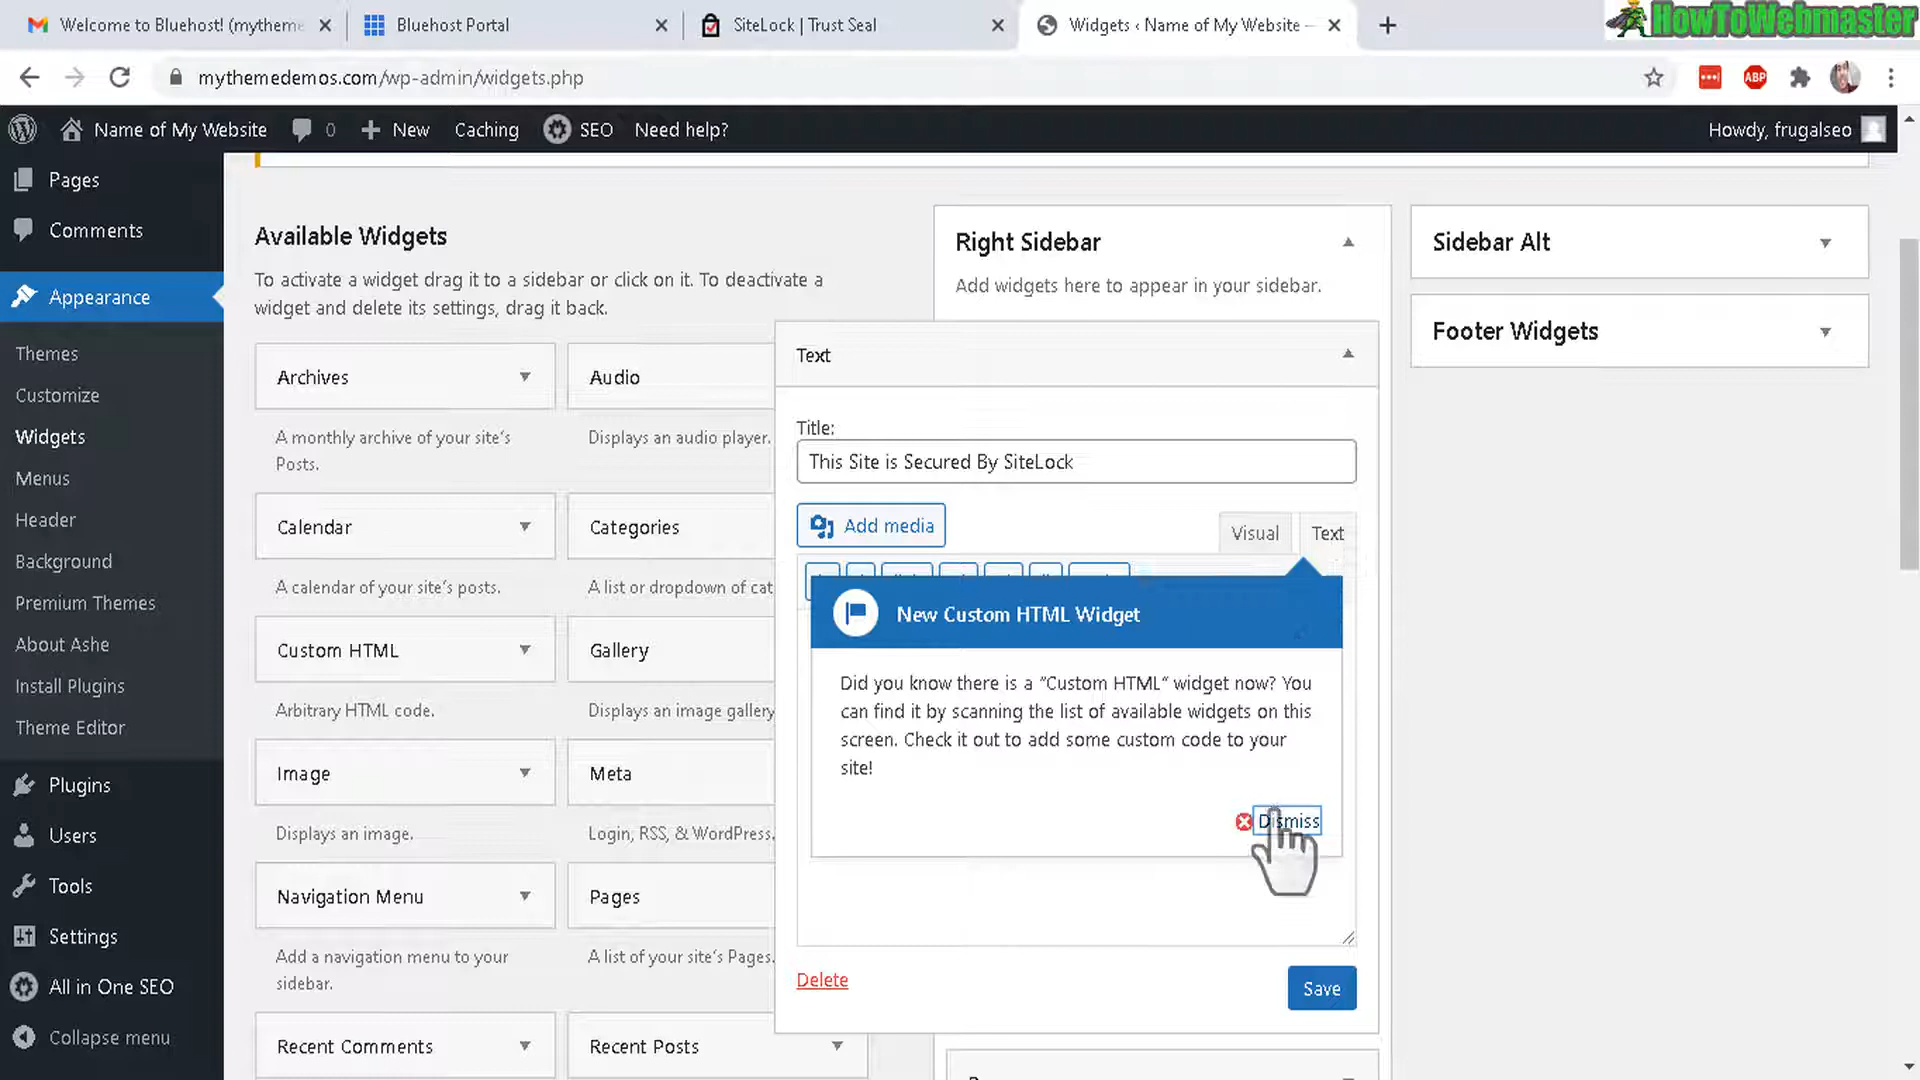 Welcome to Bluehost! (mytheme
Bluehost Portal
SiteLock | Trust Seal
Widgets ‹ Name of My Website —
HowToWebmaster
mythemedemos.com/wp-admin/widgets.php
ABP
Name of My Website
0
New
Caching
SEO
Need help?
Howdy, frugalseo
Pages
Comments
Appearance
Themes
Customize
Widgets
Menus
Header
Background
Premium Themes
About Ashe
Install Plugins
Theme Editor
Plugins
Users
Tools
Settings
All in One SEO
Collapse menu
Available Widgets
To activate a widget drag it to a sidebar or click on it. To deactivate a
widget and delete its settings, drag it back.
Archives
A monthly archive of your site's
Posts.
Audio
Displays an audio player.
Calendar
A calendar of your site's posts.
Categories
A list or dropdown of cat
Custom HTML
Arbitrary HTML code.
Gallery
Displays an image gallery
Image
Displays an image.
Meta
Login, RSS, & WordPress.
Navigation Menu
Add a navigation menu to your
sidebar.
Pages
A list of your site's Pages.
Recent Comments
Recent Posts
Right Sidebar
Add widgets here to appear in your sidebar.
Text
Title:
This Site is Secured By SiteLock
Add media
Visual
Text
New Custom HTML Widget
Did you know there is a “Custom HTML” widget now? You
can find it by scanning the list of available widgets on this
screen. Check it out to add some custom code to your
site!
Dismiss
Delete
Save
Sidebar Alt
Footer Widgets